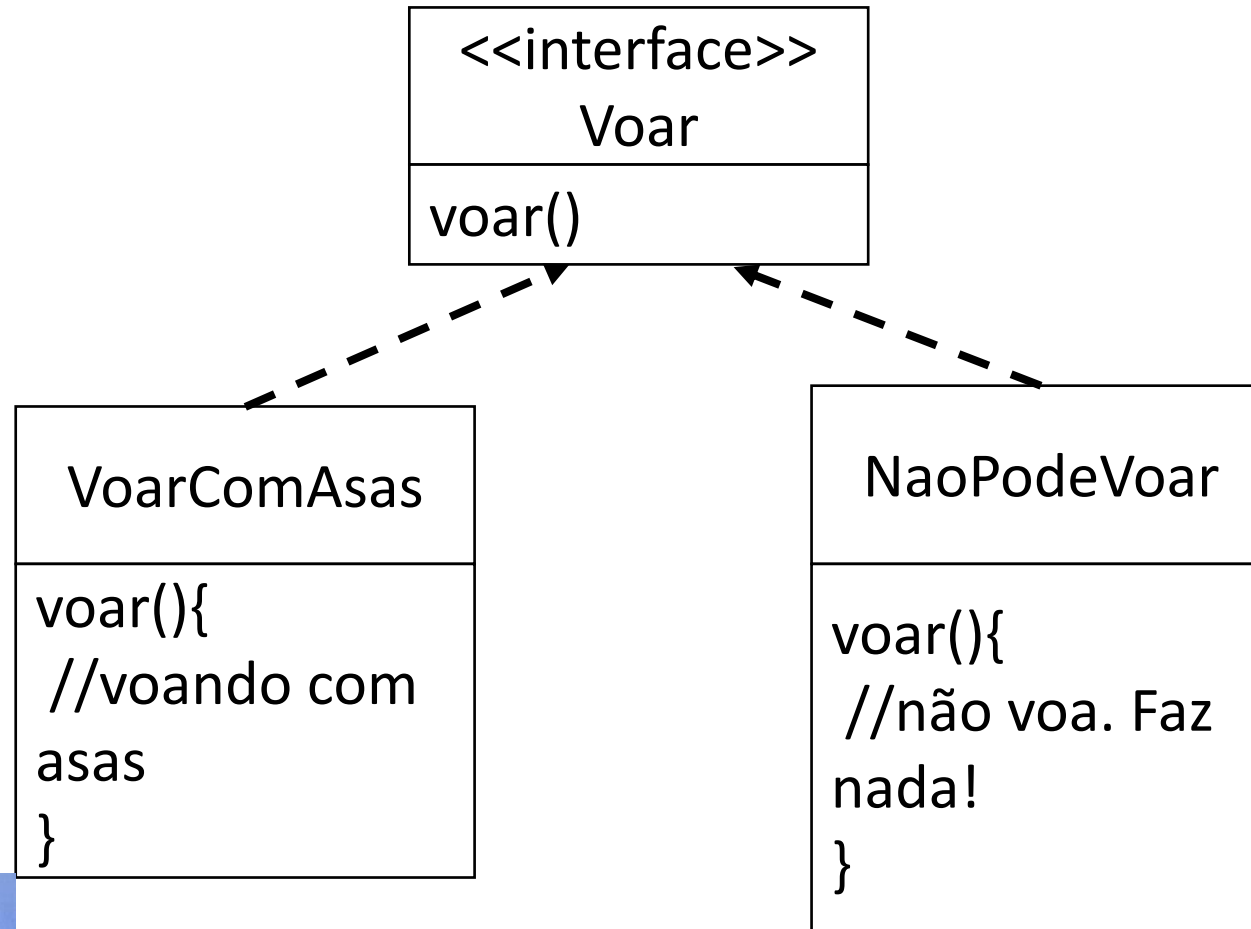 <<interface>>
Voar
voar()
VoarComAsas
voar(){
//voando com
asas
}
NaoPodeVoar
voar(){
//não voa. Faz
nada!
}